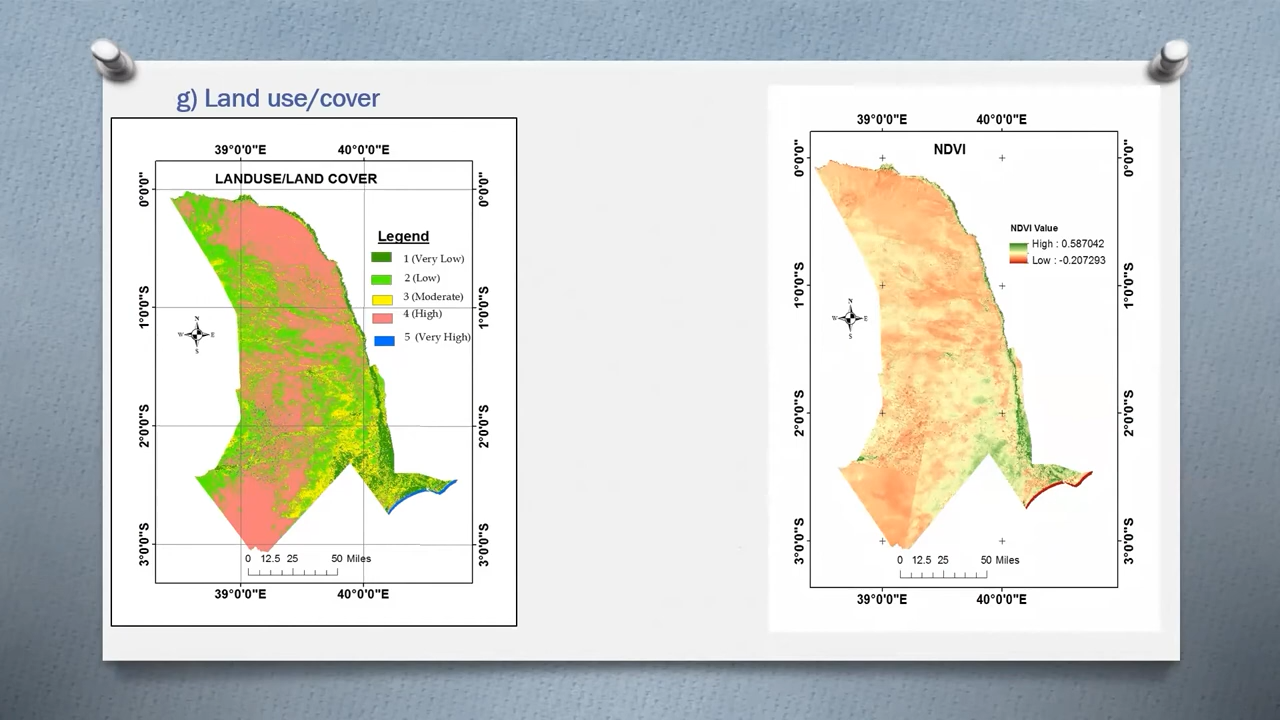 g) Land use/cover
39°0'0"E 40°0'0"E
LANDUSE/LAND COVER
0°0'0"
0°0'0"
Legend
1 (Very Low)
2 (Low)
3 (Moderate)
4 (High)
5 (Very High)
1°0'0"S
1°0'0"S
N
W E
S
2°0'0"S
2°0'0"S
3°0'0"S
3°0'0"S
0 12.5 25 50 Miles
39°0'0"E 40°0'0"E
39°0'0"E 40°0'0"E
NDVI
0°0'0"
0°0'0"
NDVI Value
High : 0.587042
Low : -0.207293
1°0'0"S
1°0'0"S
N
W E
S
2°0'0"S
2°0'0"S
3°0'0"S
3°0'0"S
0 12.5 25 50 Miles
39°0'0"E 40°0'0"E